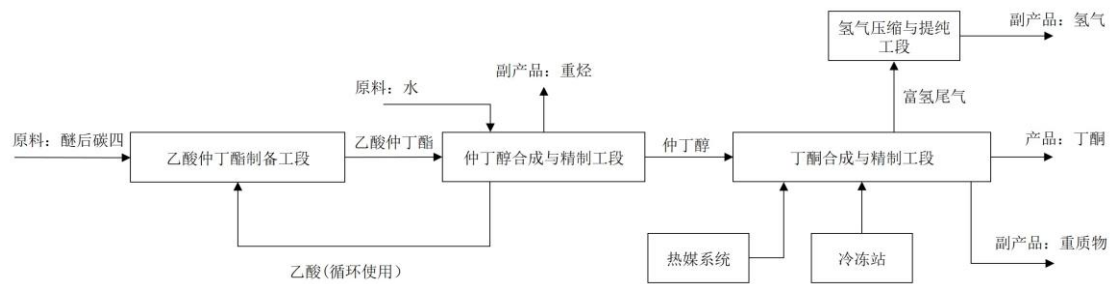 氢气压缩与提纯
工段
副产品：氢气
副产品：重烃
原料：水
富氢尾气
原料：醚后碳四
乙酸仲丁酯制备工段
乙酸仲丁酯
仲丁醇合成与精制工段
仲丁醇
丁酮合成与精制工段
产品：丁酮
热媒系统
冷冻站
副产品：重质物
乙酸(循环使用）